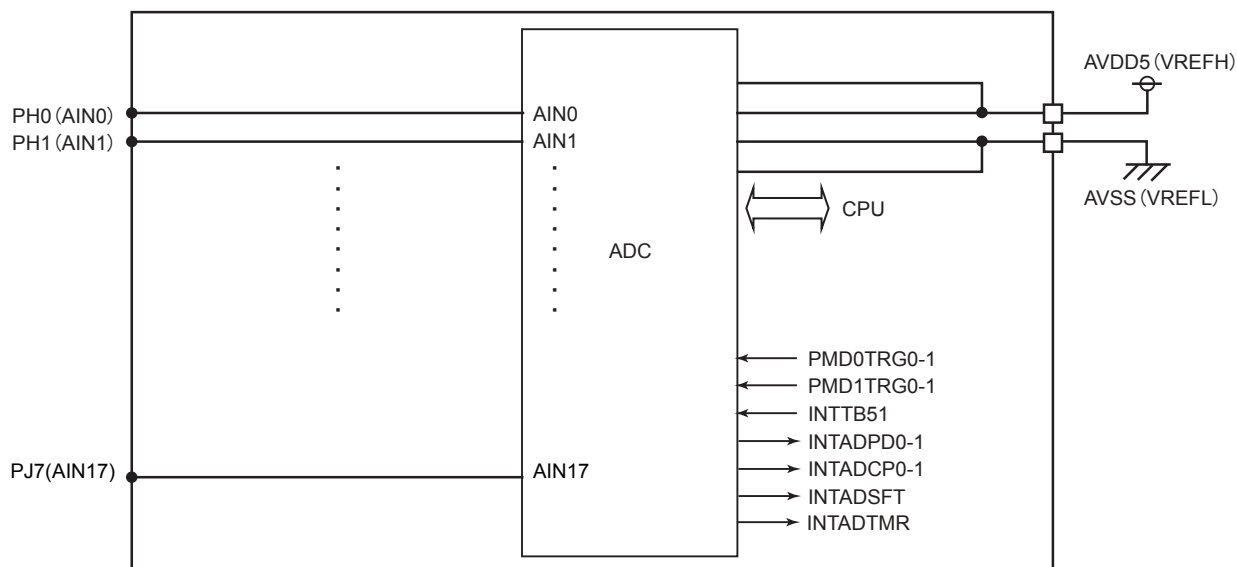 AVDD5（VREFH）
PH0（AIN0）
AIN0
PH1（AIN1）
AIN1
AVSS（VREFL）
CPU
ADC
PMD0TRG0-1
PMD1TRG0-1
INTTB51
INTADPD0-1
PJ7(AIN17)
AIN17
INTADCP0-1
INTADSFT
INTADTMR